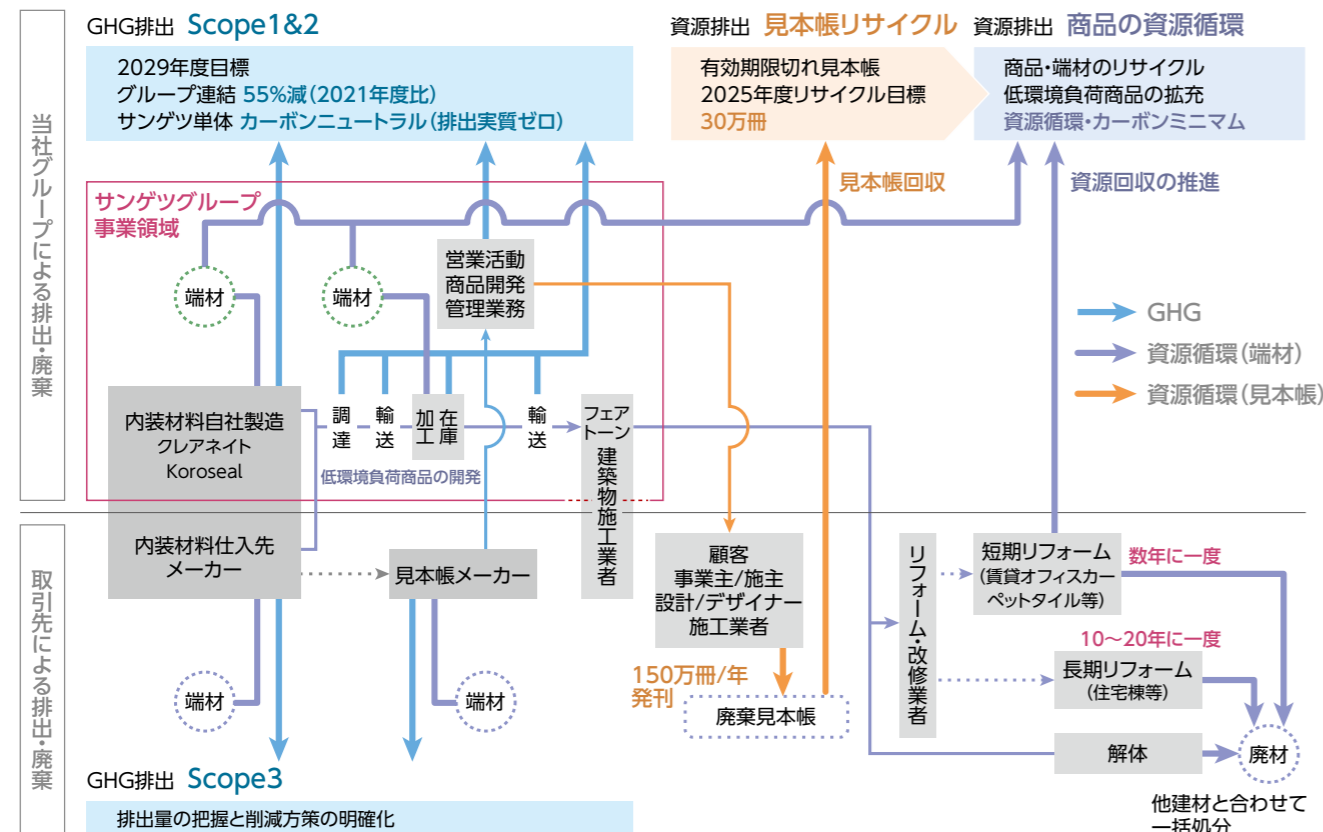 GHG排出 Scope1&2
2029年度目標
グループ連結 55%減(2021年度比)
サンゲツ単体 カーボンニュートラル(排出実質ゼロ)
資源排出 見本帳リサイクル
有効期限切れ見本帳
2025年度リサイクル目標
30万冊
資源排出 商品の資源循環
商品・端材のリサイクル
低環境負荷商品の拡充
資源循環・カーボンミニマム
当社グループによる排出・廃棄
サンゲツグループ
事業領域
見本帳回収
資源回収の推進
端材
端材
営業活動
商品開発
管理業務
GHG
資源循環(端材)
資源循環(見本帳)
内装材料自社製造
クレアネイト
Koroseal
調達
輸送
加工
在庫
輸送
低環境負荷商品の開発
フェア
トーン
建築物施工業者
取引先による排出・廃棄
内装材料仕入先
メーカー
見本帳メーカー
顧客
事業主/施主
設計/デザイナー
施工業者
リフォーム・改修業者
短期リフォーム
(賃貸オフィスカー
ペットタイル等)
数年に一度
10〜20年に一度
長期リフォーム
(住宅棟等)
150万冊/年
発刊
廃棄見本帳
端材
端材
解体
廃材
他建材と合わせて
一括処分
GHG排出 Scope3
排出量の把握と削減方策の明確化